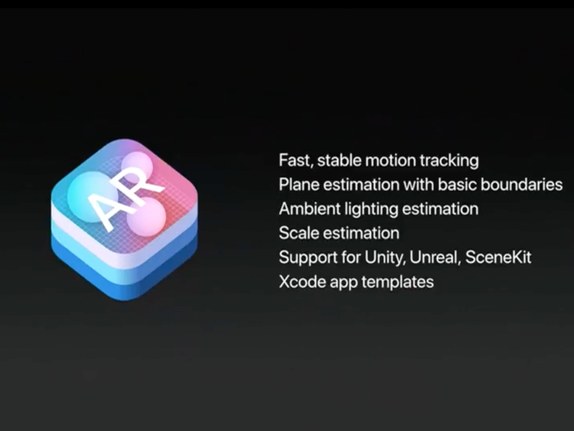 AR
Fast, stable motion tracking
Plane estimation with basic boundaries
Ambient lighting estimation
Scale estimation
Support for Unity, Unreal, SceneKit
Xcode app templates